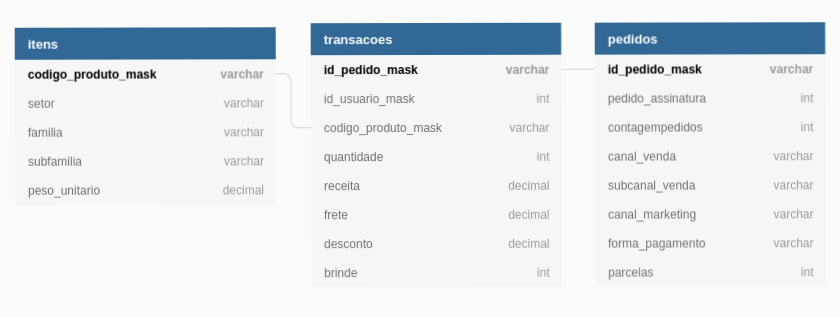 itens
codigo_produto_mask varchar
setor varchar
familia varchar
subfamilia varchar
peso_unitario decimal
transacoes
id_pedido_mask varchar
id_usuario_mask int
codigo_produto_mask varchar
quantidade int
receita decimal
frete decimal
desconto decimal
brinde int
pedidos
id_pedido_mask varchar
pedido_assinatura int
contagempedidos int
canal_venda varchar
subcanal_venda varchar
canal_marketing varchar
forma_pagamento varchar
parcelas int